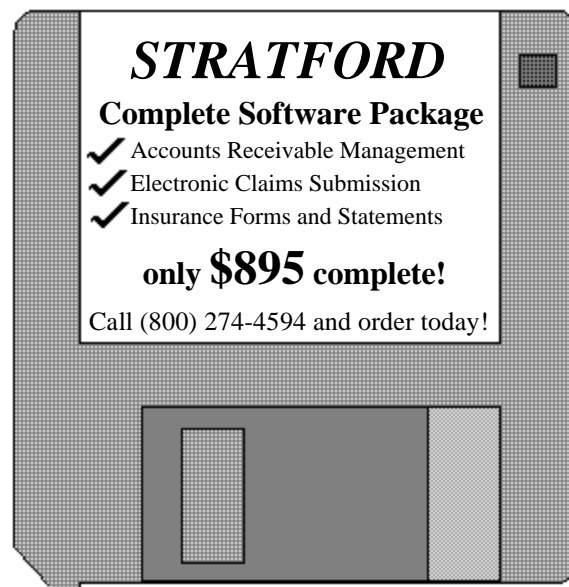 STRATFORD
Complete Software Package
Accounts Receivable Management
Electronic Claims Submission
Insurance Forms and Statements
only $895 complete!
Call (800) 274-4594 and order today!